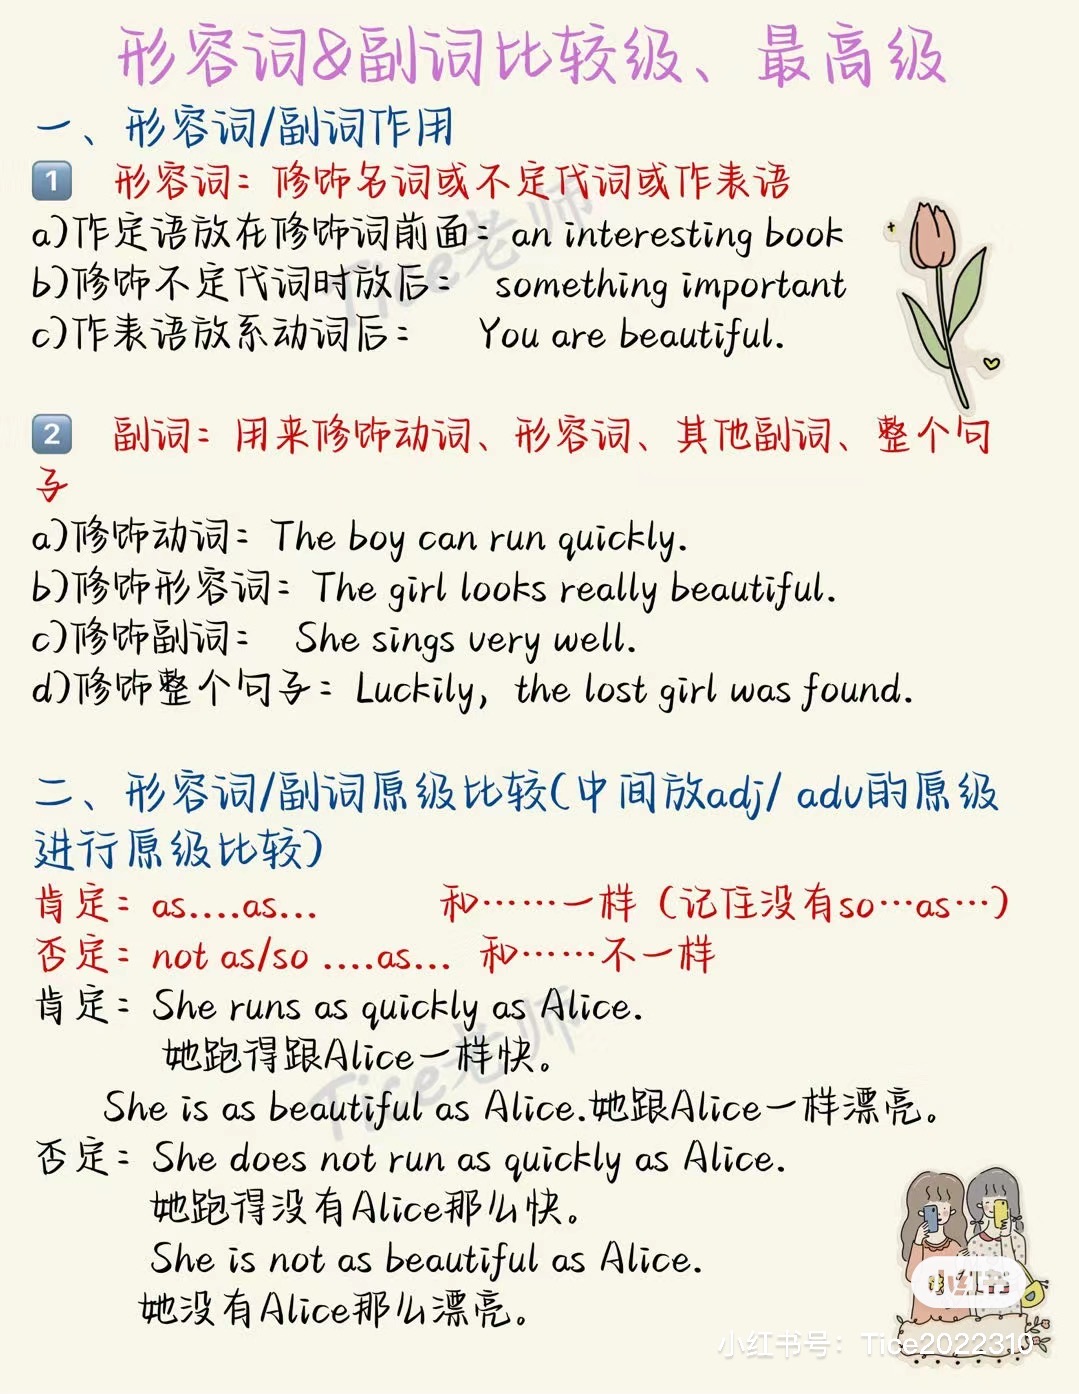 形容词&副词比较级、最高级
一、形容词/副词作用
1 形容词：修饰名词或不定代词或作表语
a)作定语放在修饰词前面：an interesting book
b)修饰不定代词时放后： something important
c)作表语放系动词后： You are beautiful.
2 副词：用来修饰动词、形容词、其他副词、整个句
子
a)修饰动词：The boy can run quickly.
b)修饰形容词：The girl looks really beautiful.
c)修饰副词： She sings very well.
d)修饰整个句子：Luckily, the lost girl was found.
二、形容词/副词原级比较(中间放adj/ adv的原级
进行原级比较)
肯定：as....as... 和……一样（记住没有so…as…）
否定：not as/so ....as... 和……不一样
肯定：She runs as quickly as Alice.
她跑得跟Alice一样快。
She is as beautiful as Alice.她跟Alice一样漂亮。
否定：She does not run as quickly as Alice.
她跑得没有Alice那么快。
She is not as beautiful as Alice.
她没有Alice那么漂亮。
Tice老师
Tice老师
小红书
小红书号：Tice2022310